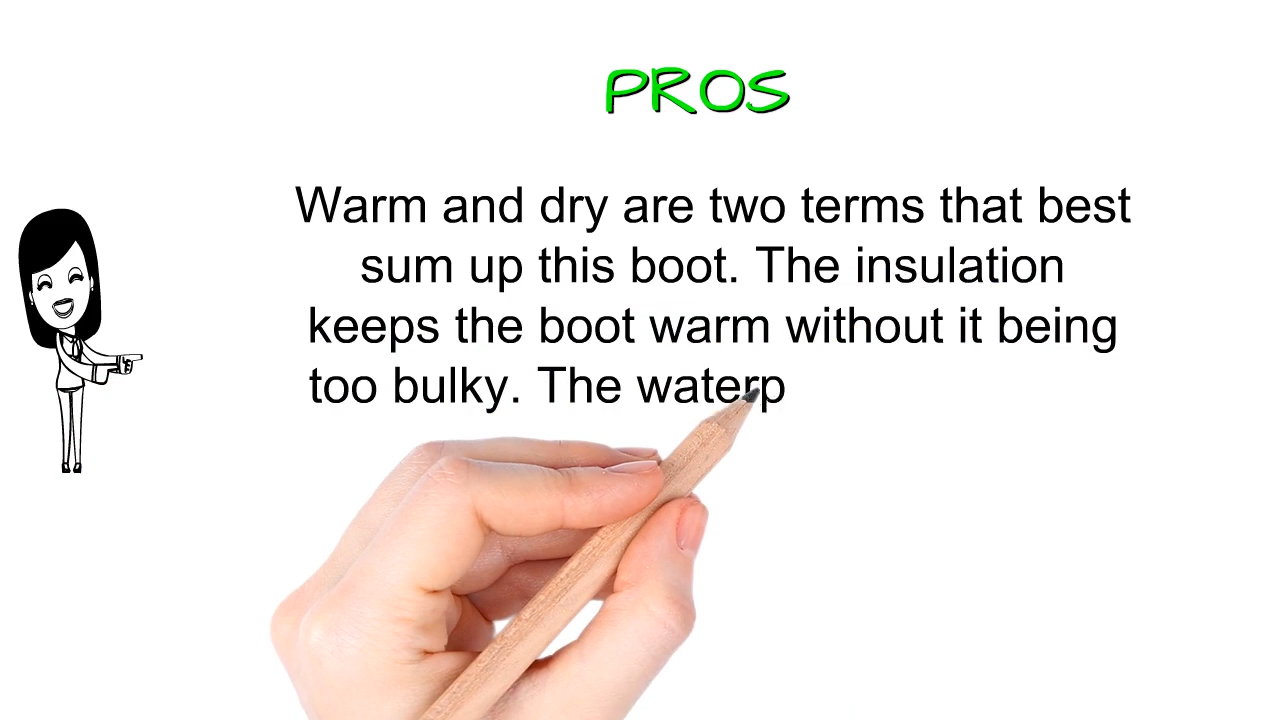 PROS
Warm and dry are two terms that best
sum up this boot. The insulation
keeps the boot warm without it being
too bulky. The waterp